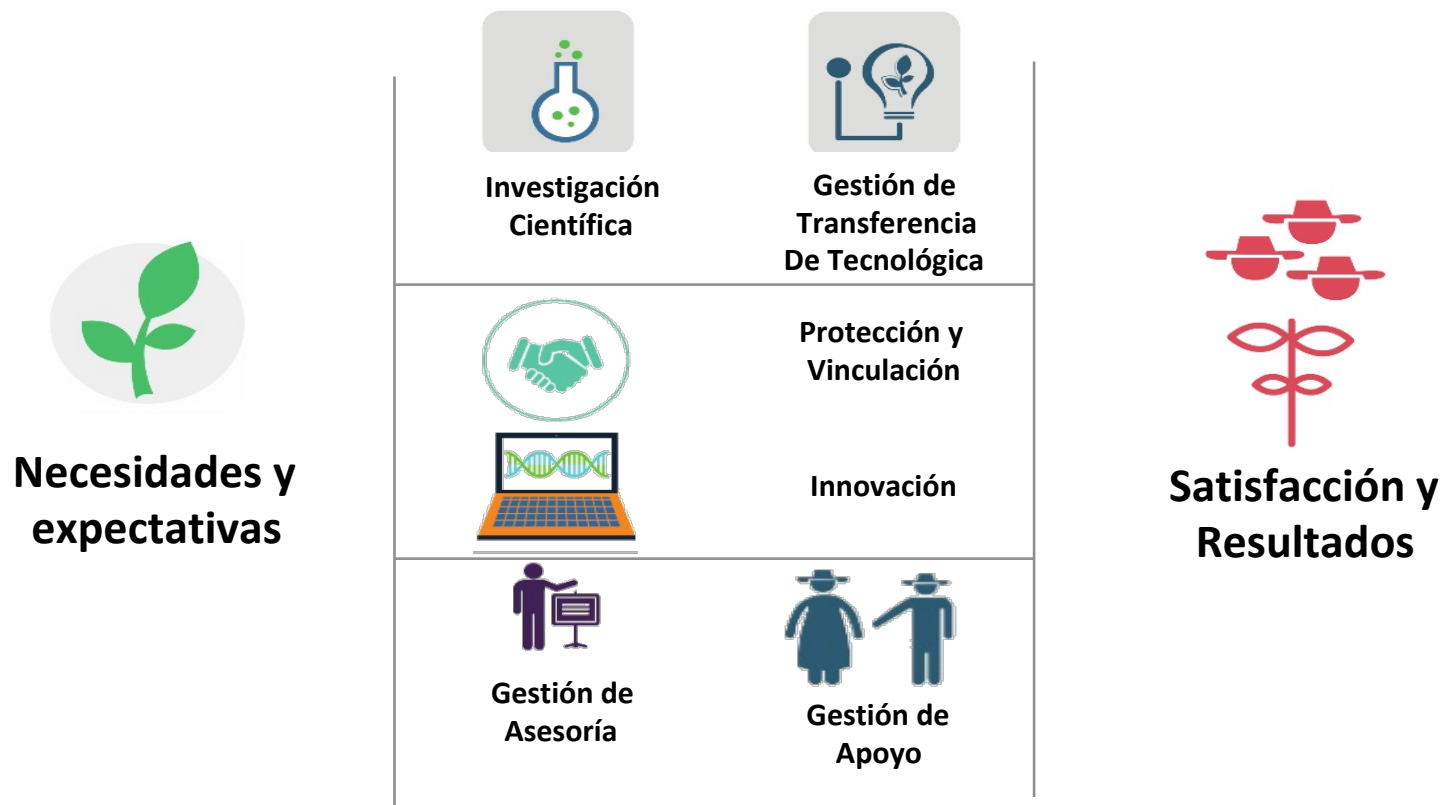 Necesidades y
expectativas
Investigación
Científica
Gestión de
Transferencia
De Tecnológica
Protección y
Vinculación
Innovación
Gestión de
Asesoría
Gestión de
Apoyo
Satisfacción y
Resultados